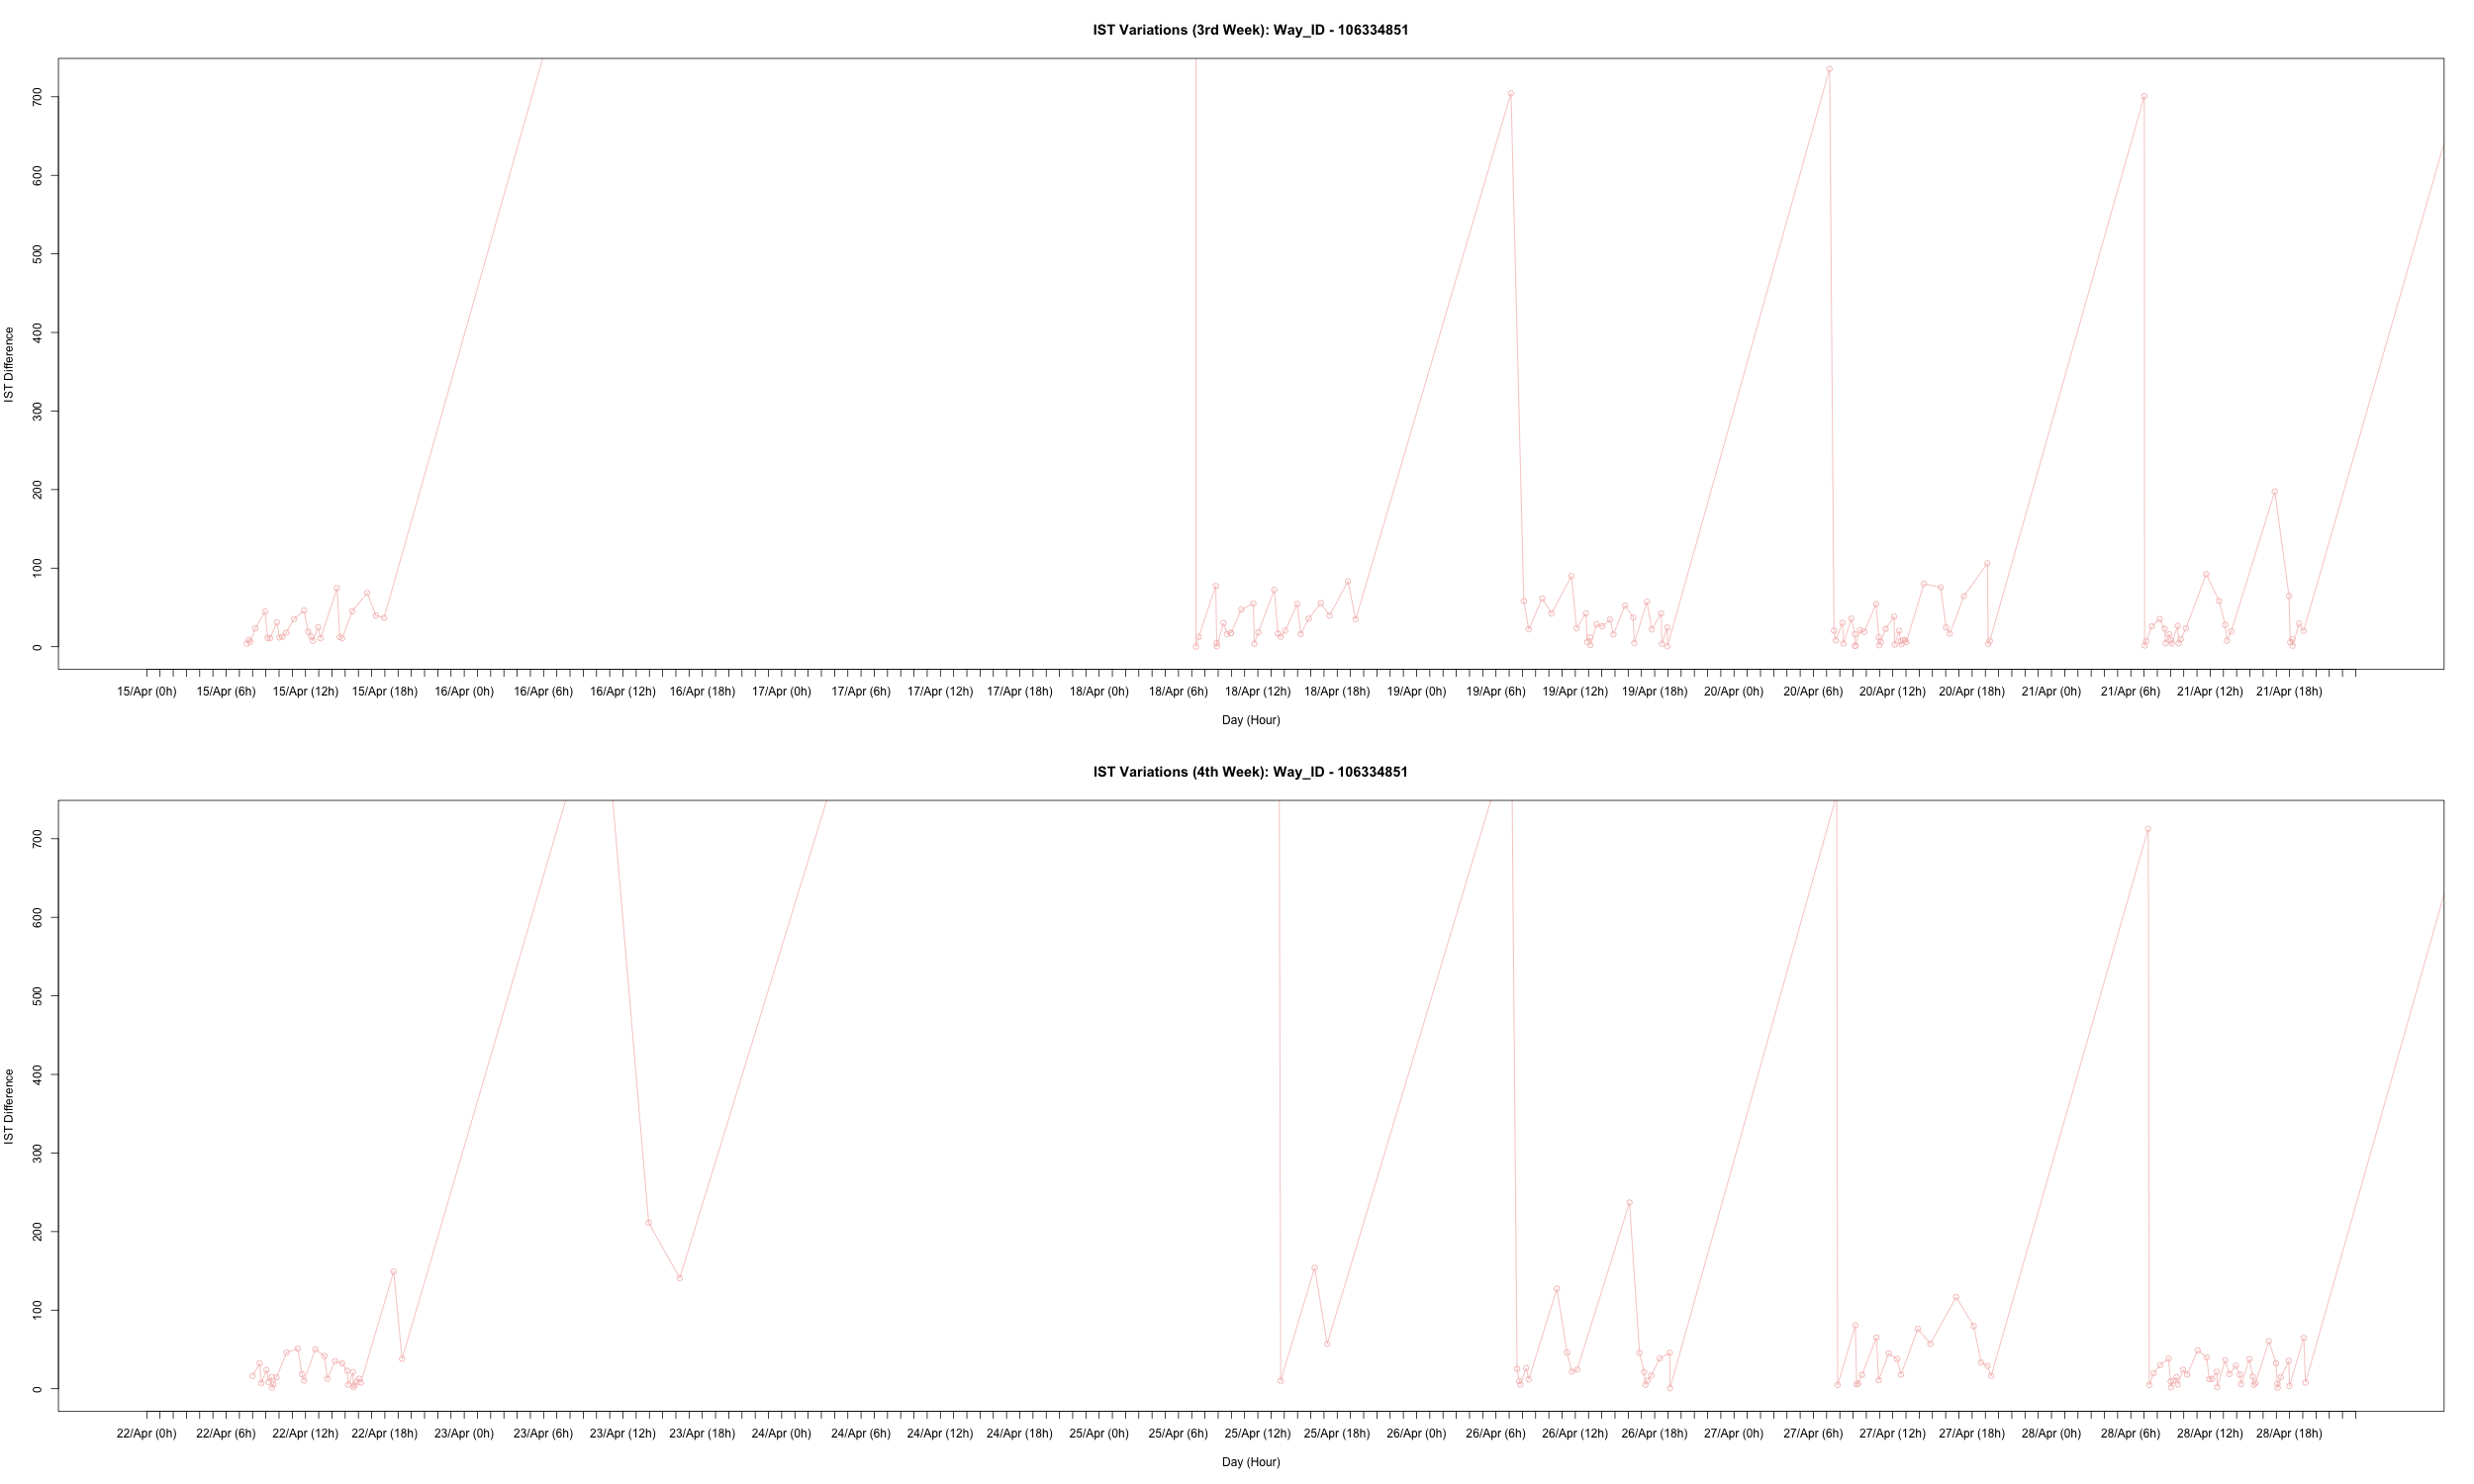 IST Variations (3rd Week): Way_ID - 106334851
IST Difference
700
600
500
400
300
200
100
0
15/Apr (0h) 15/Apr (6h) 15/Apr (12h) 15/Apr (18h) 16/Apr (0h) 16/Apr (6h) 16/Apr (12h) 16/Apr (18h) 17/Apr (0h) 17/Apr (6h) 17/Apr (12h) 17/Apr (18h) 18/Apr (0h) 18/Apr (6h) 18/Apr (12h) 18/Apr (18h) 19/Apr (0h) 19/Apr (6h) 19/Apr (12h) 19/Apr (18h) 20/Apr (0h) 20/Apr (6h) 20/Apr (12h) 20/Apr (18h) 21/Apr (0h) 21/Apr (6h) 21/Apr (12h) 21/Apr (18h)
Day (Hour)
IST Variations (4th Week): Way_ID - 106334851
IST Difference
700
600
500
400
300
200
100
0
22/Apr (0h) 22/Apr (6h) 22/Apr (12h) 22/Apr (18h) 23/Apr (0h) 23/Apr (6h) 23/Apr (12h) 23/Apr (18h) 24/Apr (0h) 24/Apr (6h) 24/Apr (12h) 24/Apr (18h) 25/Apr (0h) 25/Apr (6h) 25/Apr (12h) 25/Apr (18h) 26/Apr (0h) 26/Apr (6h) 26/Apr (12h) 26/Apr (18h) 27/Apr (0h) 27/Apr (6h) 27/Apr (12h) 27/Apr (18h) 28/Apr (0h) 28/Apr (6h) 28/Apr (12h) 28/Apr (18h)
Day (Hour)